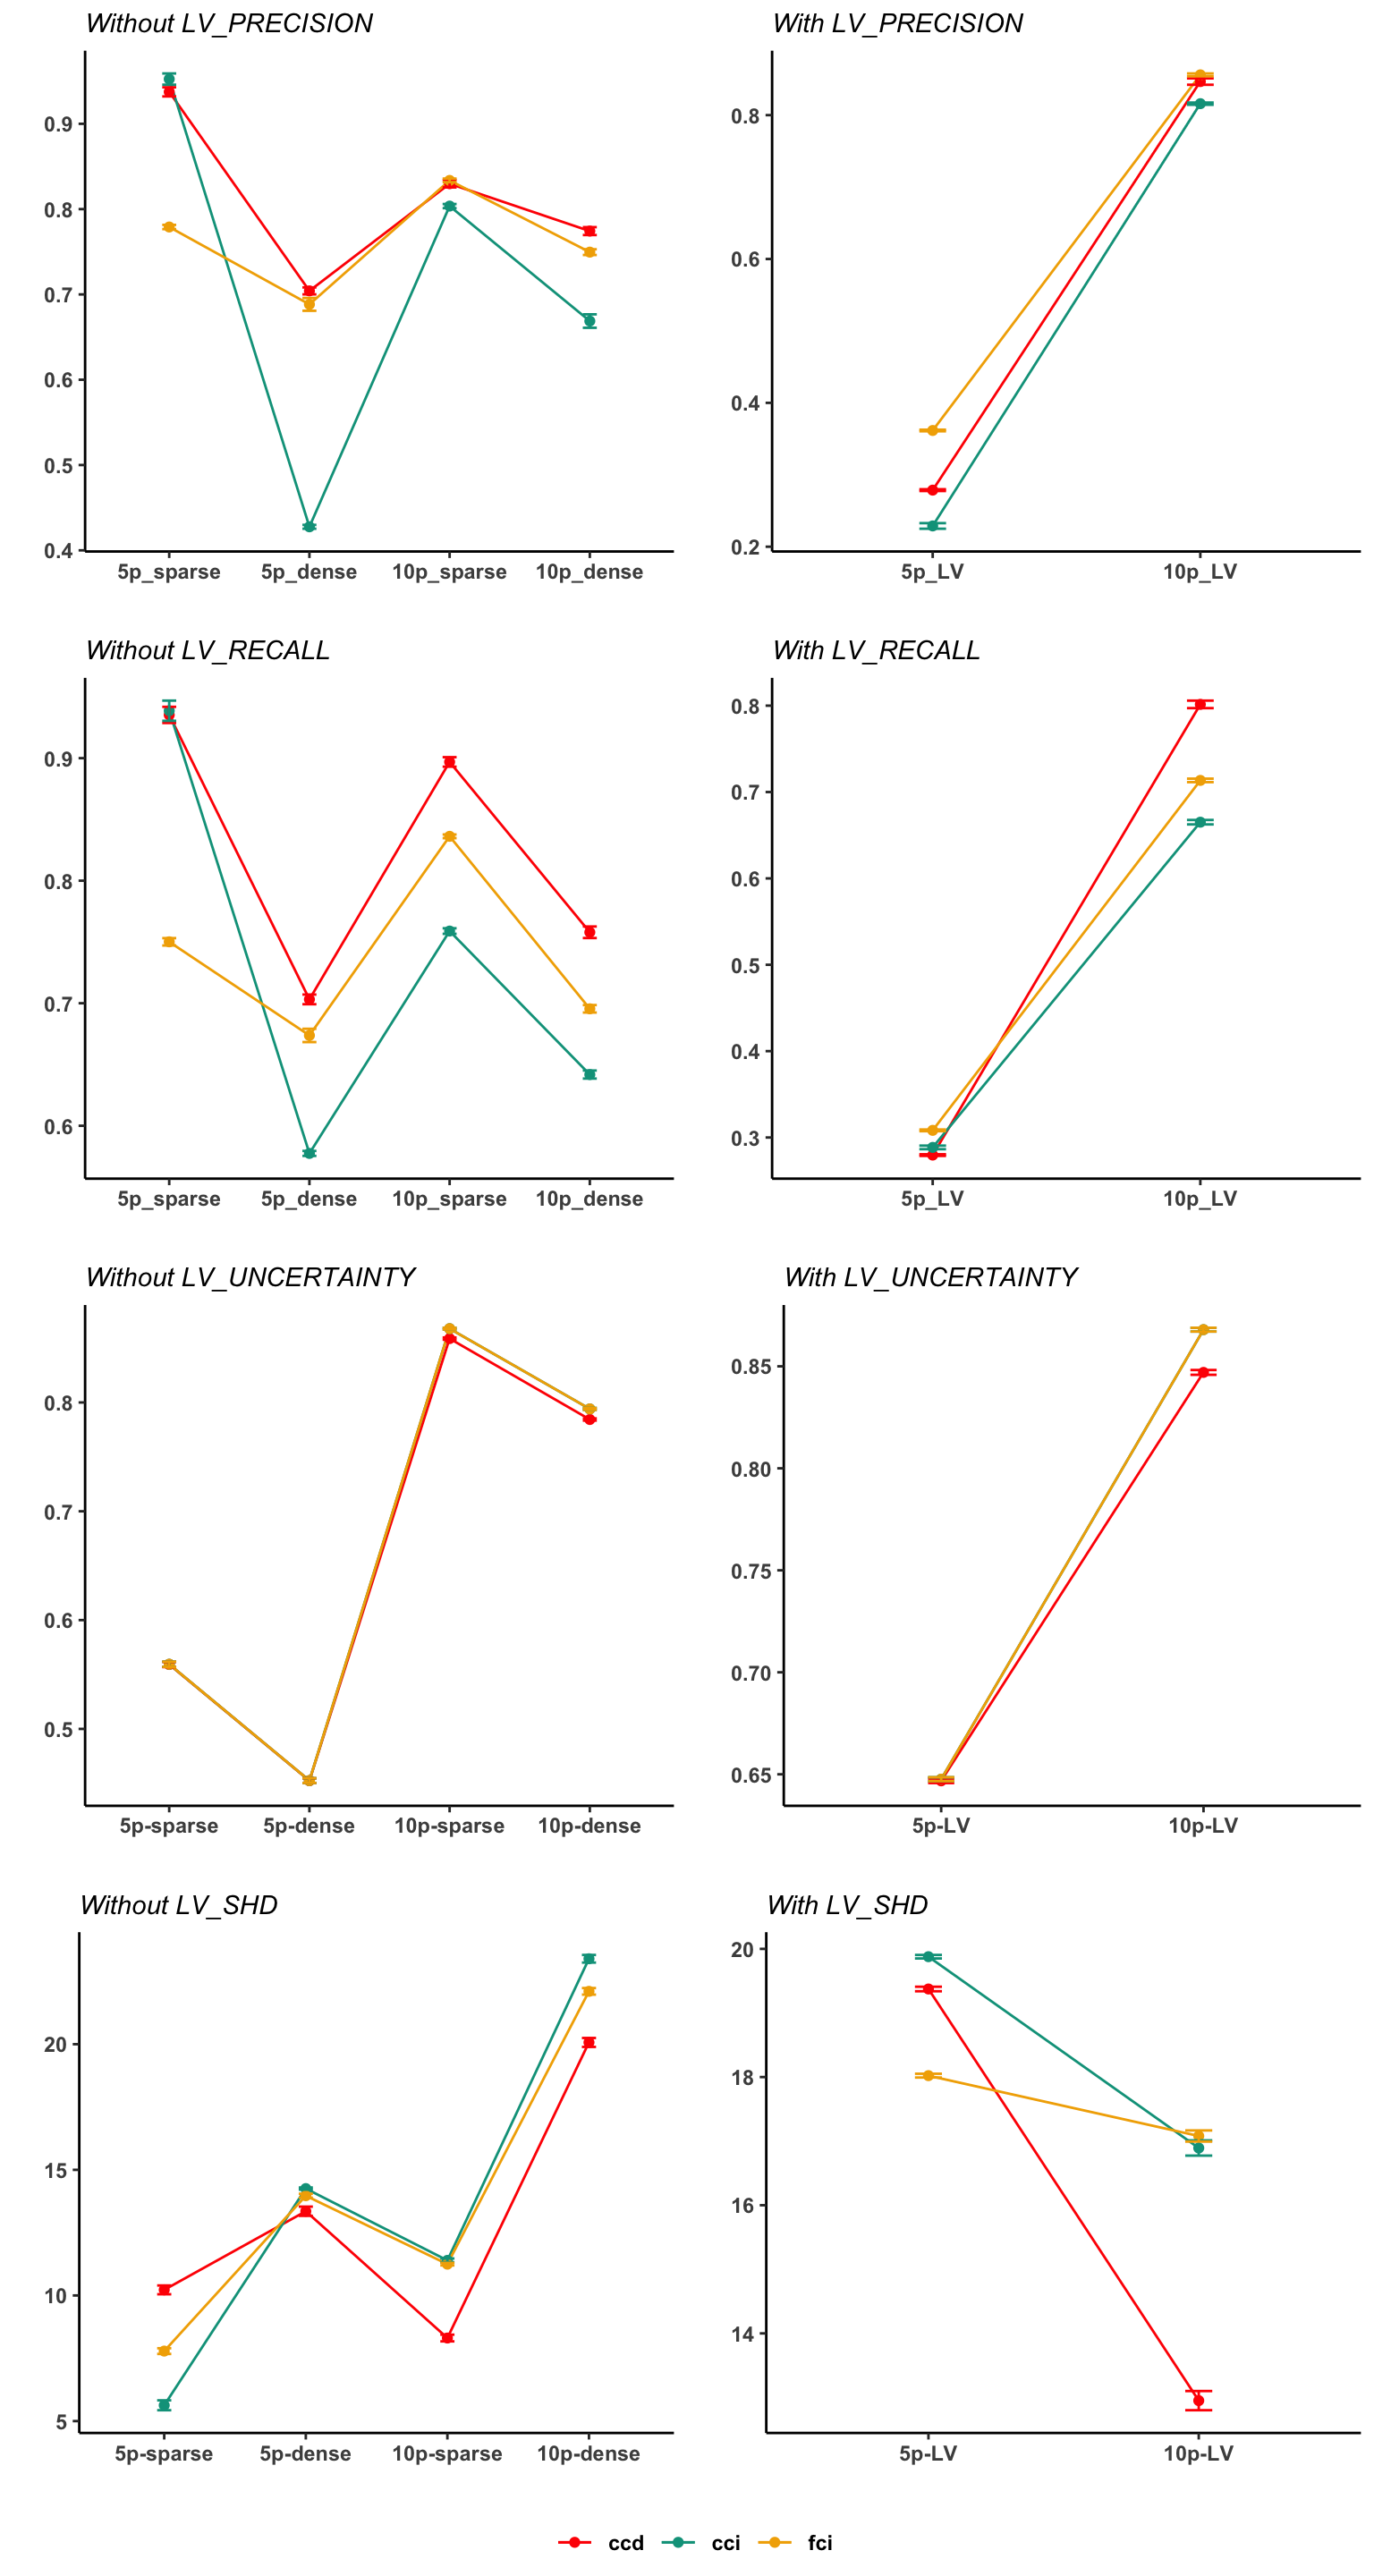 Without LV_PRECISION
0.9
0.8
0.7
0.6
0.5
0.4
5p_sparse 5p_dense 10p_sparse 10p_dense
With LV_PRECISION
0.8
0.6
0.4
0.2
5p_LV 10p_LV
Without LV_RECALL
0.9
0.8
0.7
0.6
5p_sparse 5p_dense 10p_sparse 10p_dense
With LV_RECALL
0.8
0.7
0.6
0.5
0.4
0.3
5p_LV 10p_LV
Without LV_UNCERTAINTY
0.8
0.7
0.6
0.5
5p-sparse 5p-dense 10p-sparse 10p-dense
With LV_UNCERTAINTY
0.85
0.80
0.75
0.70
0.65
5p-LV 10p-LV
Without LV_SHD
20
15
10
5
5p-sparse 5p-dense 10p-sparse 10p-dense
With LV_SHD
20
18
16
14
5p-LV 10p-LV
ccd cci fci